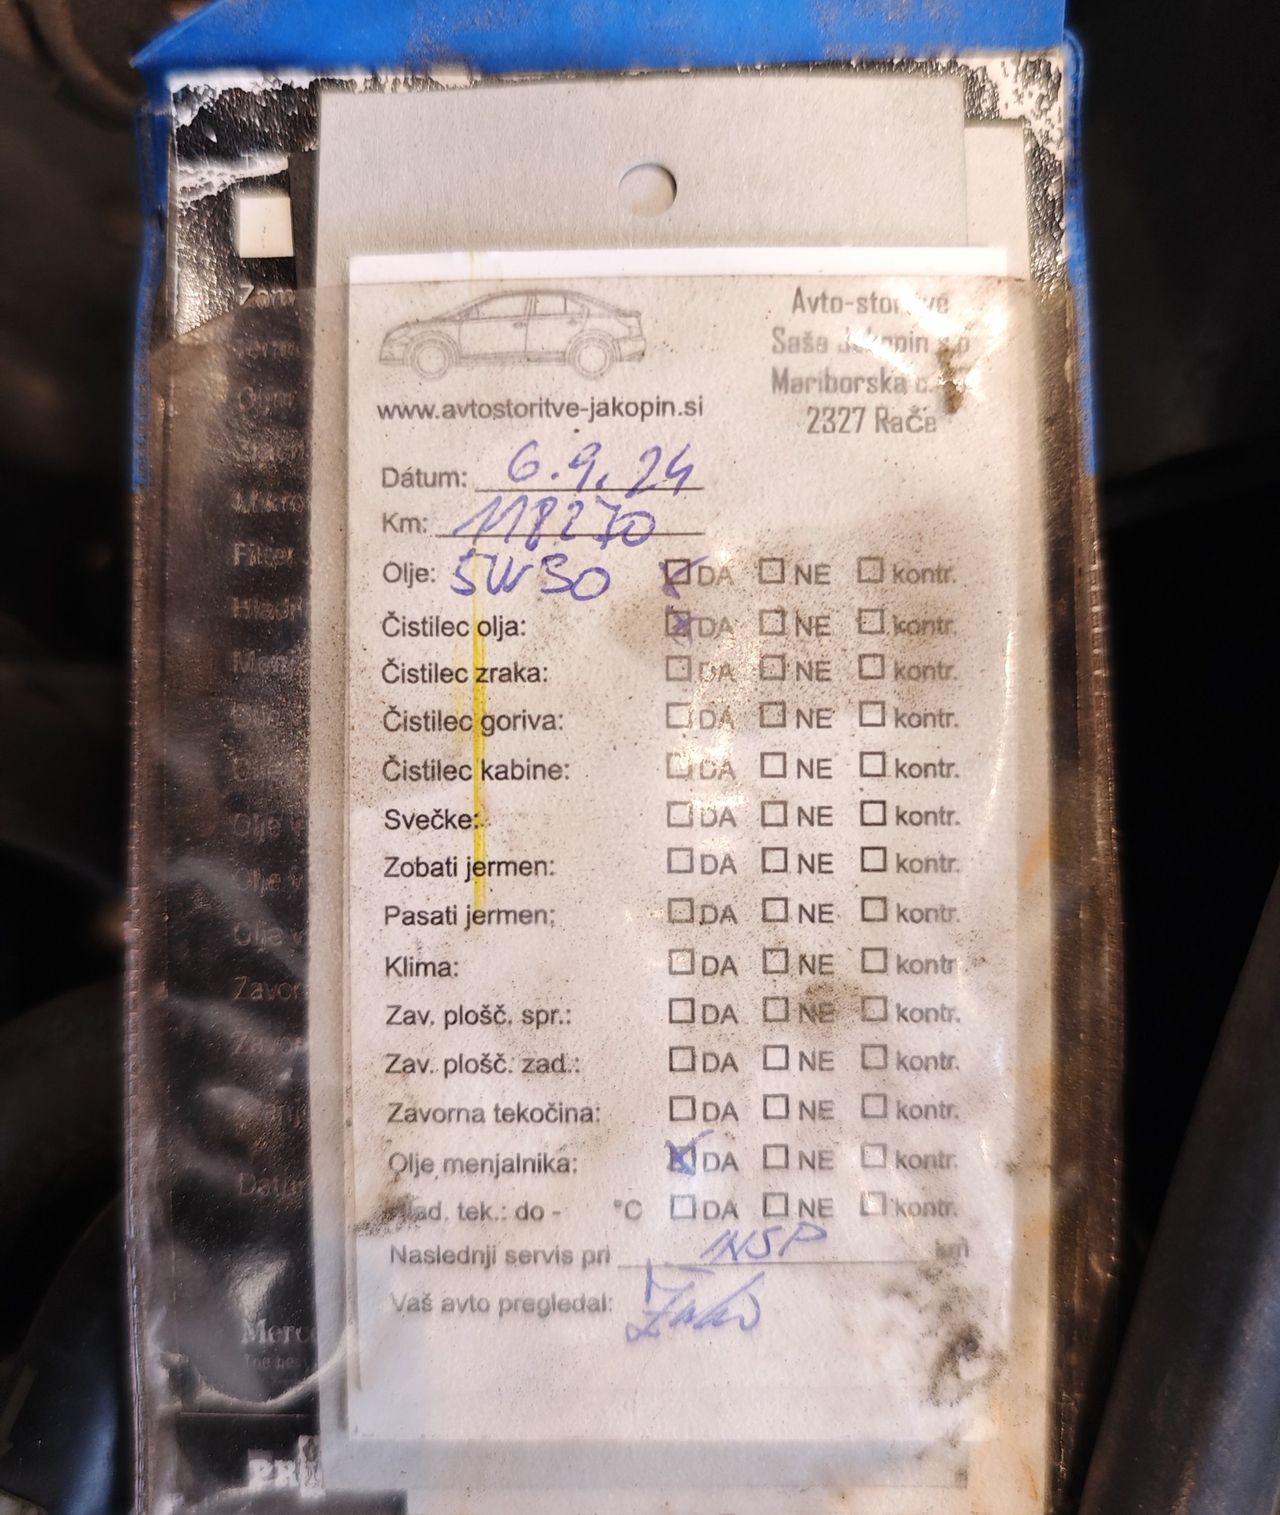 Avto-storitve
Saša Jakopin s.p
Mariborska c.
2327 Rače
www.avtostoritve-jakopin.si
Datum: 6.9.24
Km: 118270
Olje: 5W30 DA NE kontr.
Čistilec olja: DA NE kontr.
Čistilec zraka: DA NE kontr.
Čistilec goriva: DA NE kontr.
Čistilec kabine: DA NE kontr.
Svečke: DA NE kontr.
Zobati jermen: DA NE kontr.
Pasati jermen: DA NE kontr.
Klima: DA NE kontr.
Zav. plošč. spr.: DA NE kontr.
Zav. plošč. zad.: DA NE kontr.
Zavorna tekočina: DA NE kontr.
Olje menjalnika: DA NE kontr.
tek.: do - °C DA NE kontr.
Naslednji servis pri INSP km
Vaš avto pregledal:
Filter